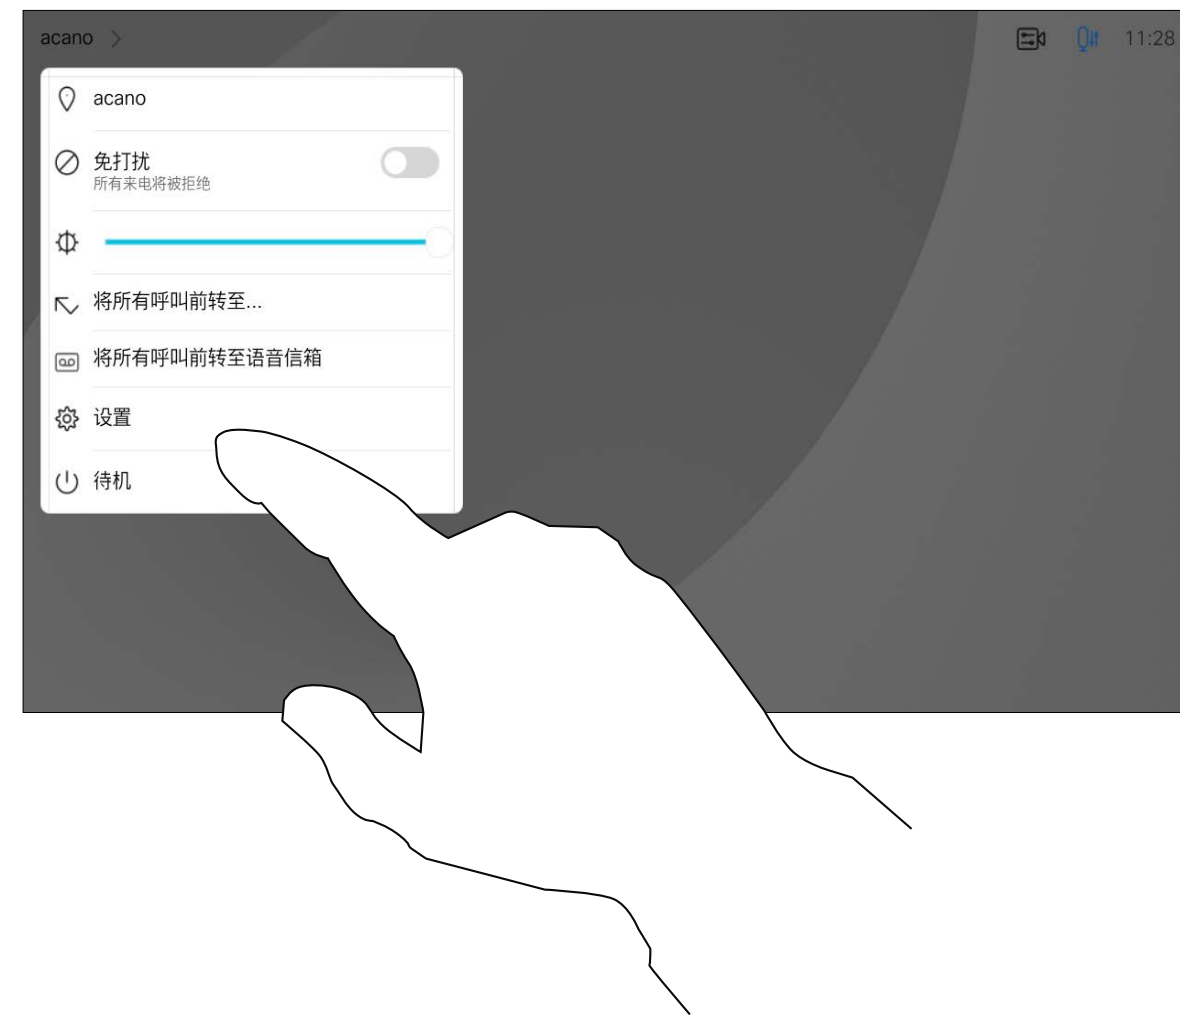 acano
11:28
acano
免打扰
所有来电将被拒绝
将所有呼叫前转至...
将所有呼叫前转至语音信箱
设置
待机